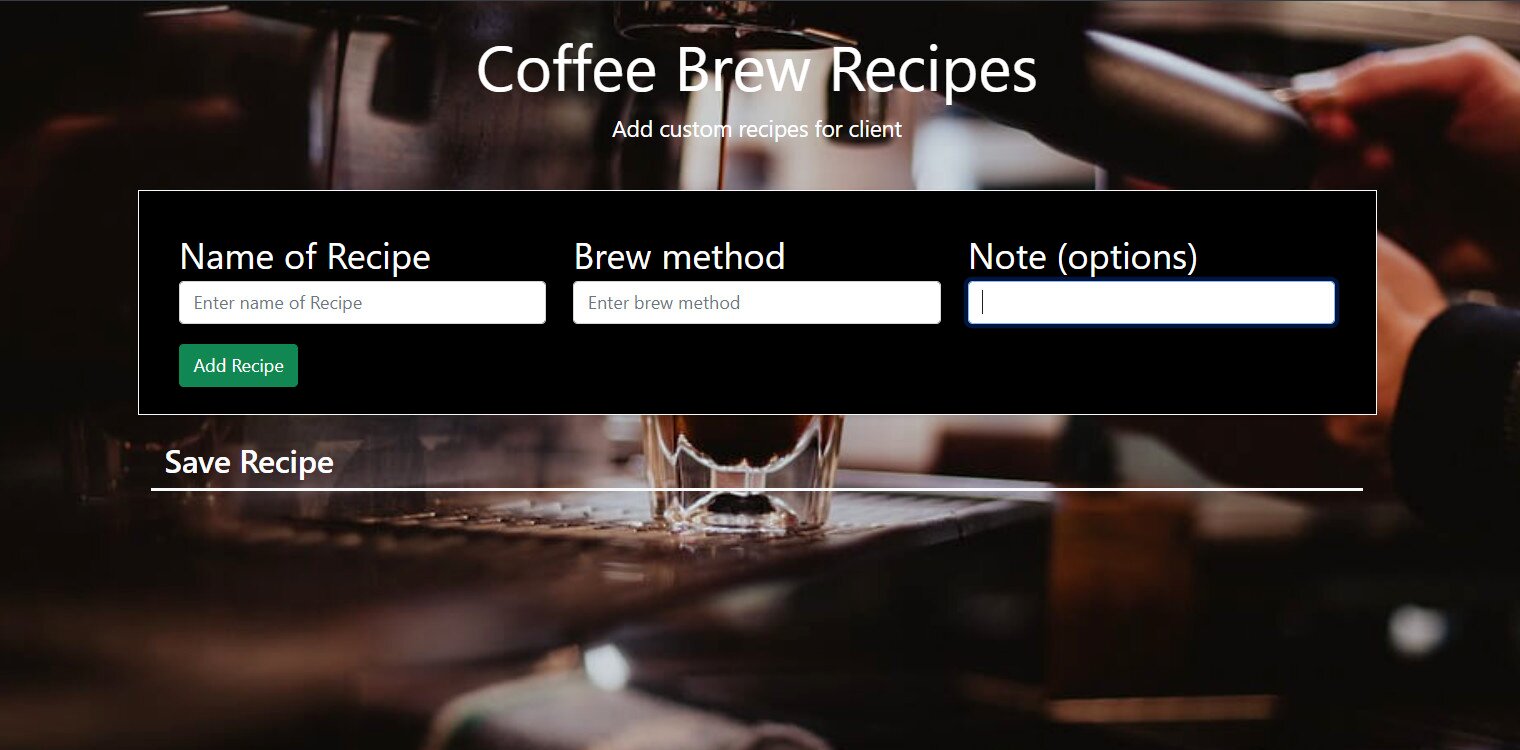 Coffee Brew Recipes
Add custom recipes for client
Name of Recipe
Brew method
Note (options)
Enter name of Recipe
Enter brew method
Add Recipe
Save Recipe